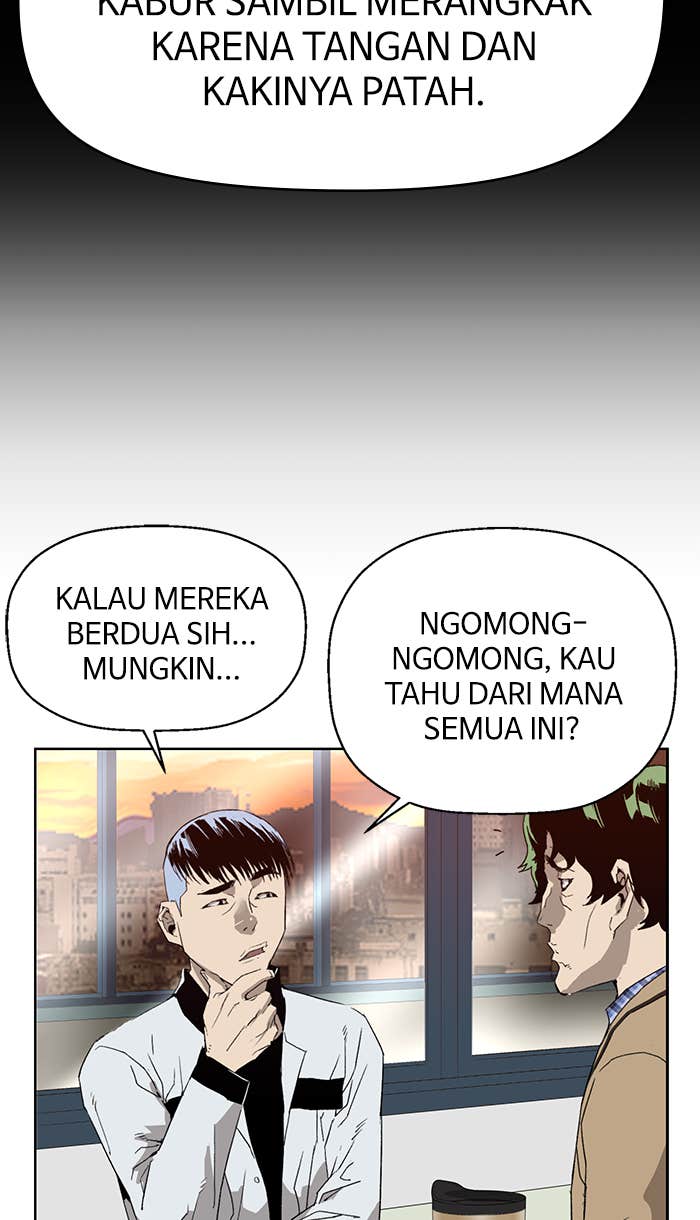 KABUR SAMBIL MERANGKAK
KARENA TANGAN DAN
KAKINYA PATAH.
KALAU MEREKA
BERDUA SIH...
MUNGKIN...
NGOMONG-
NGOMONG, KAU
TAHU DARI MANA
SEMUA INI?